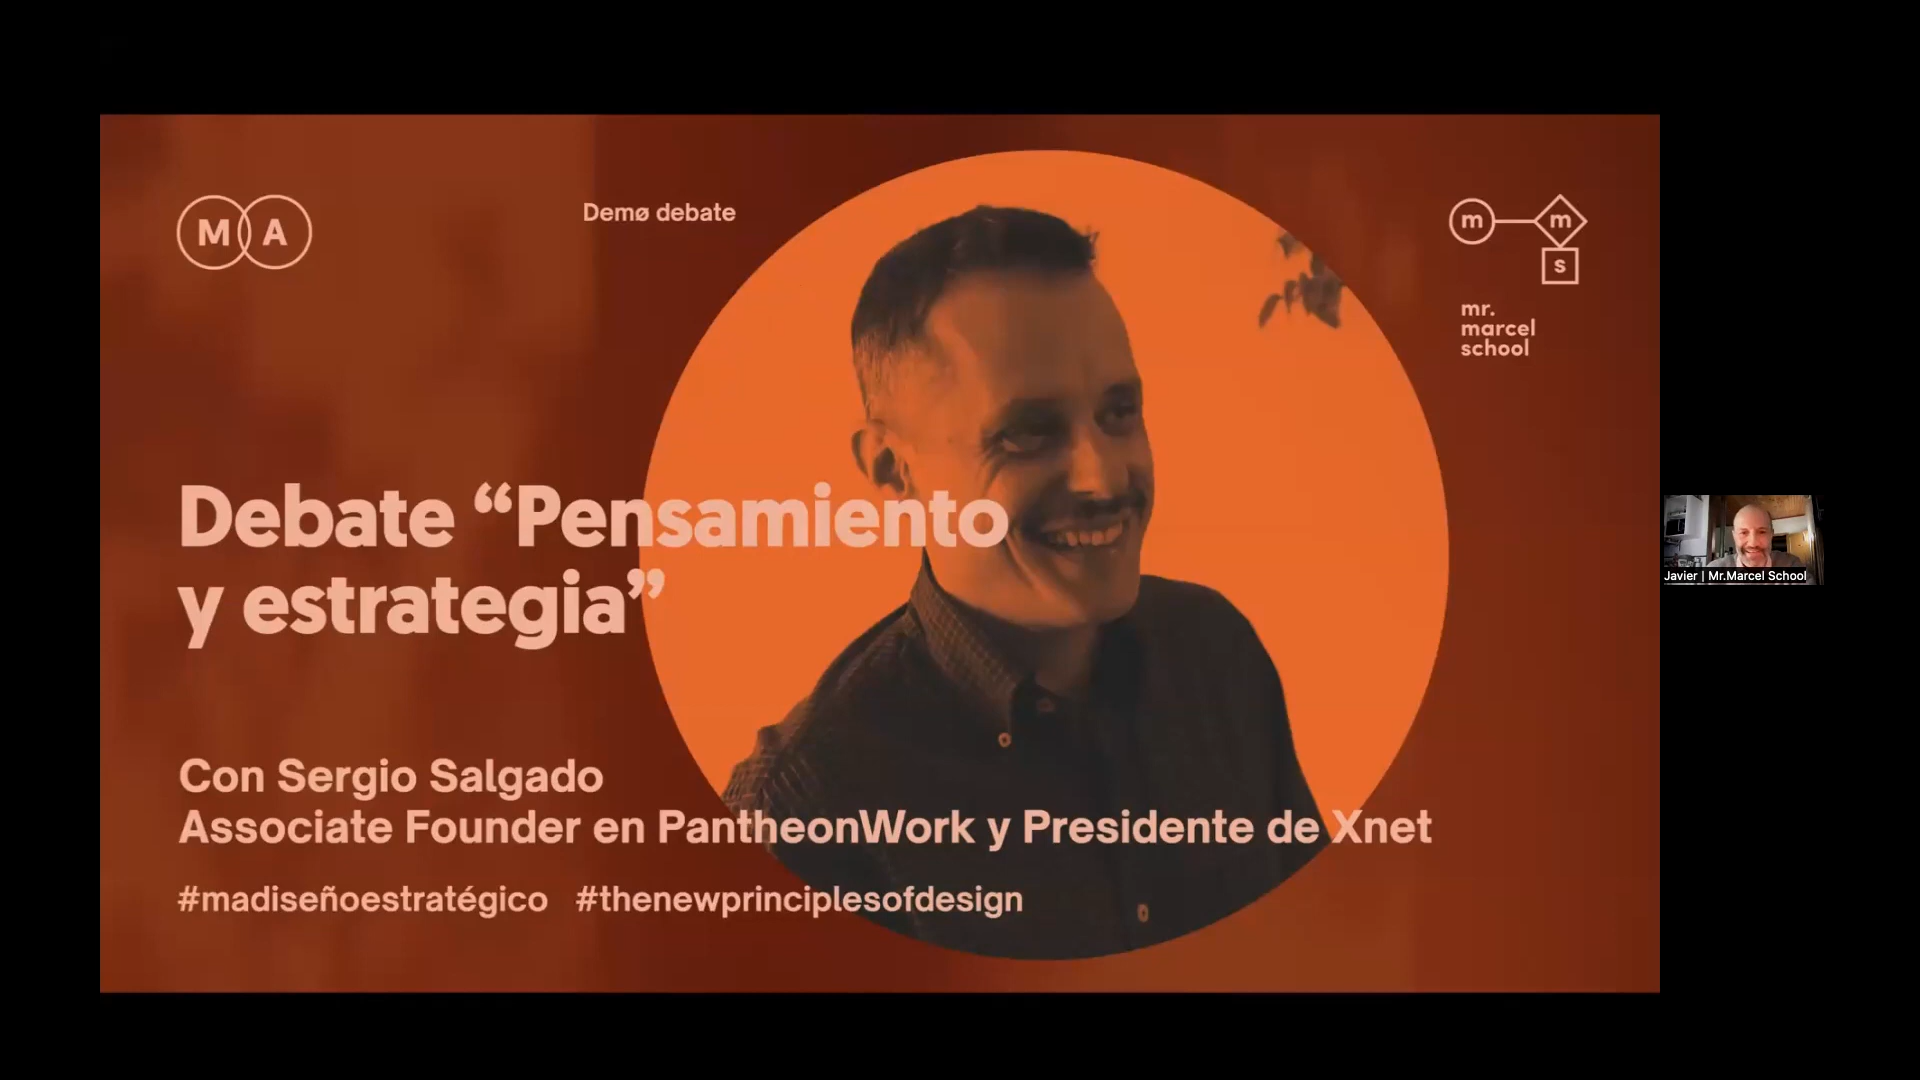 M A
Demø debate
m m
s
mr.
marcel
school
Debate “Pensamiento
y estrategia”
Con Sergio Salgado
Associate Founder en PantheonWork y Presidente de Xnet
#madiseñoestratégico #thenewprinciplesofdesign
Javier | Mr.Marcel School